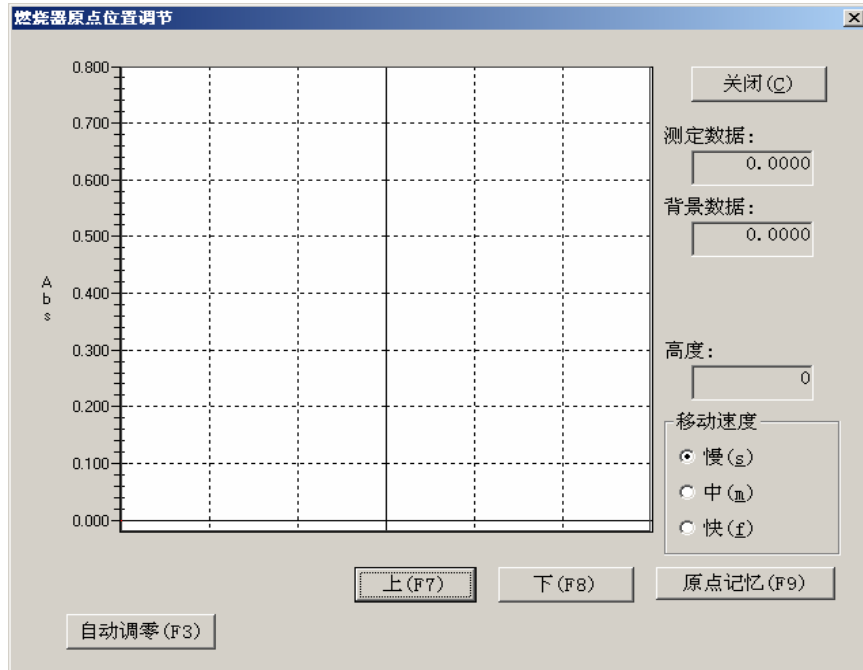 燃烧器原点位置调节
0.800
关闭(C)
0.700
测定数据:
0.0000
0.600
背景数据:
0.500
0.0000
Abs
0.400
0.300
高度:
0
0.200
移动速度
慢(s)
0.100
中(m)
0.000
快(f)
上(F7)
下(F8)
原点记忆(F9)
自动调零(F3)